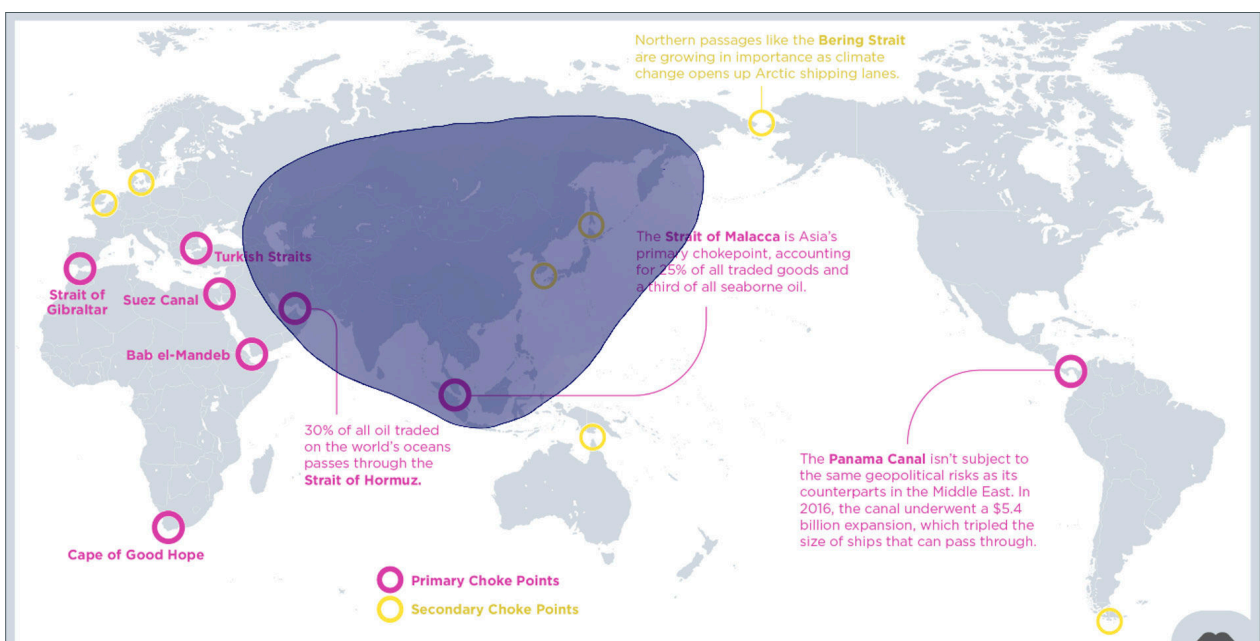 Northern passages like the Bering Strait
are growing in importance as climate
change opens up Arctic shipping lanes.
The Strait of Malacca is Asia's
primary chokepoint, accounting
for 25% of all traded goods and
a third of all seaborne oil.
Turkish Straits
Strait of
Gibraltar
Suez Canal
Bab el-Mandeb
30% of all oil traded
on the world's oceans
passes through the
Strait of Hormuz.
The Panama Canal isn't subject to
the same geopolitical risks as its
counterparts in the Middle East. In
2016, the canal underwent a $5.4
billion expansion, which tripled the
size of ships that can pass through.
Cape of Good Hope
Primary Choke Points
Secondary Choke Points